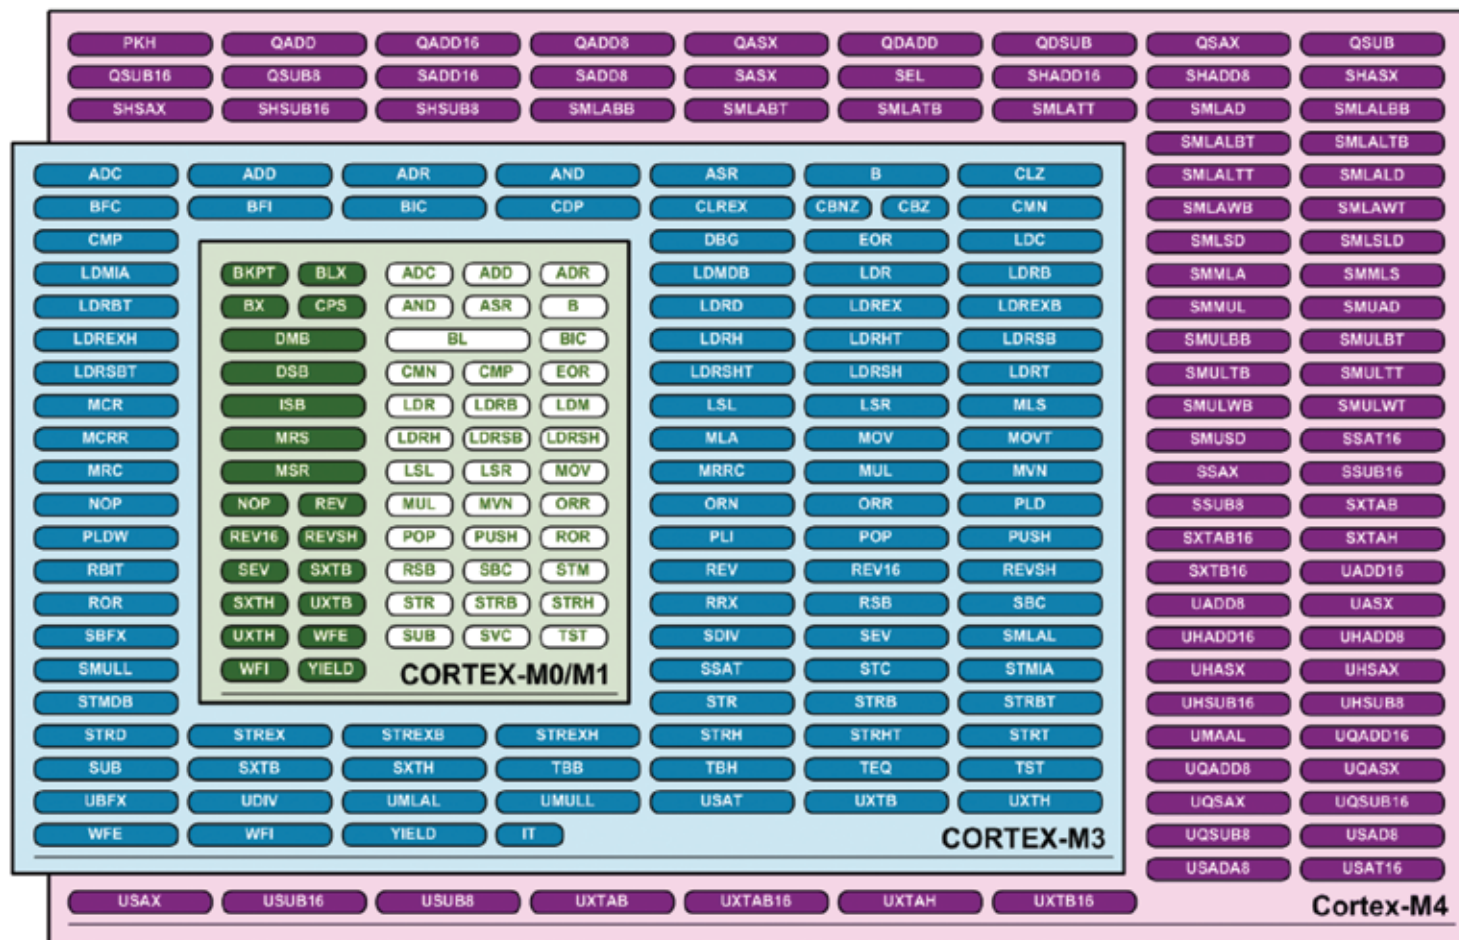 PKH QADD QADD16 QADD8 QASX QDADD QDSUB QSAX QSUB
QSUB16 QSUB8 SADD16 SADD8 SASX SEL SHADD16 SHADD8 SHASX
SHSAX SHSUB16 SHSUB8 SMLABB SMLABT SMLATB SMLATT SMLAD SMLALBB
SMLALBT SMLALTB
ADC ADD ADR AND ASR B CLZ SMLALTT SMLALD
BFC BFI BIC CDP CLREX CBNZ CBZ CMN SMLAWB SMLAWT
CMP DBG EOR LDC SMLSD SMLSLD
LDMIA BKPT BLX ADC ADD ADR LDMDB LDR LDRB SMMLA SMMLS
LDRBT BX CPS AND ASR B LDRD LDREX LDREXB SMMUL SMUAD
LDREXH DMB BL BIC LDRH LDRHT LDRSB SMULBB SMULBT
LDRSBT DSB CMN CMP EOR LDRSHT LDRSH LDRT SMULTB SMULTT
MCR ISB LDR LDRB LDM LSL LSR MLS SMULWB SMULWT
MCRR MRS LDRH LDRSB LDRSH MLA MOV MOVT SMUSD SSAT16
MRC MSR LSL LSR MOV MRRC MUL MVN SSAX SSUB16
NOP NOP REV MUL MVN ORR ORN ORR PLD SSUB8 SXTAB
PLDW REV16 REVSH POP PUSH ROR PLI POP PUSH SXTAB16 SXTAH
RBIT SEV SXTB RSB SBC STM REV REV16 REVSH SXTB16 UADD16
ROR SXTH UXTB STR STRB STRH RRX RSB SBC UADD8 UASX
SBFX UXTH WFE SUB SVC TST SDIV SEV SMLAL UHADD16 UHADD8
SMULL WFI YIELD CORTEX-M0/M1 SSAT STC STMIA UHASX UHSAX
STMDB STR STRB STRBT UHSUB16 UHSUB8
STRD STREX STREXB STREXH STRH STRHT STRT UMAAL UQADD16
SUB SXTB SXTH TBB TBH TEQ TST UQADD8 UQASX
UBFX UDIV UMLAL UMULL USAT UXTB UXTH UQSAX UQSUB16
WFE WFI YIELD IT CORTEX-M3 UQSUB8 USAD8
USADA8 USAT16
USAX USUB16 USUB8 UXTAB UXTAB16 UXTAH UXTB16 Cortex-M4